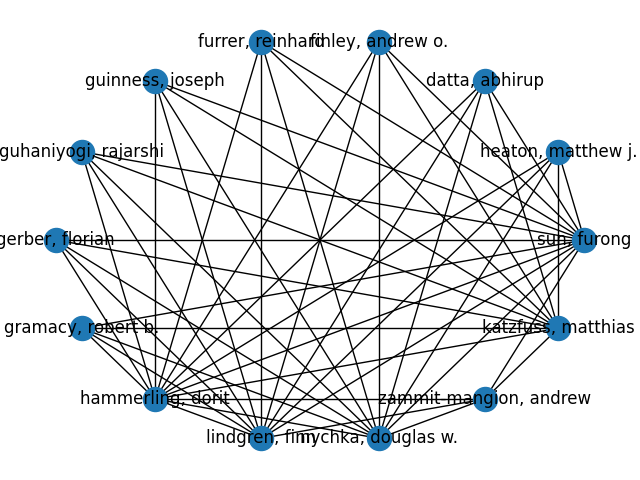 furrer, reinhard
finley, andrew o.
guinness, joseph
datta, abhirup
guhaniyogi, rajarshi
heaton, matthew j.
gerber, florian
sun, furong
gramacy, robert b.
katzfuss, matthias
hammerling, dorit
zammit-mangion, andrew
lindgren, finn
nychka, douglas w.